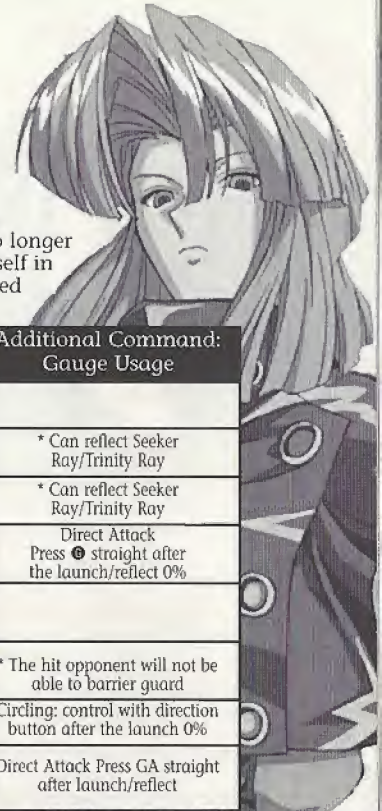 o longer
self in
ed
Additional Command:
Gauge Usage
* Can reflect Seeker
Ray/Trinity Ray
* Can reflect Seeker
Ray/Trinity Ray
Direct Attack
Press G straight after
the launch/reflect 0%
* The hit opponent will not be
able to barrier guard
Circling: control with direction
button after the launch 0%
Direct Attack Press GA straight
after launch/reflect